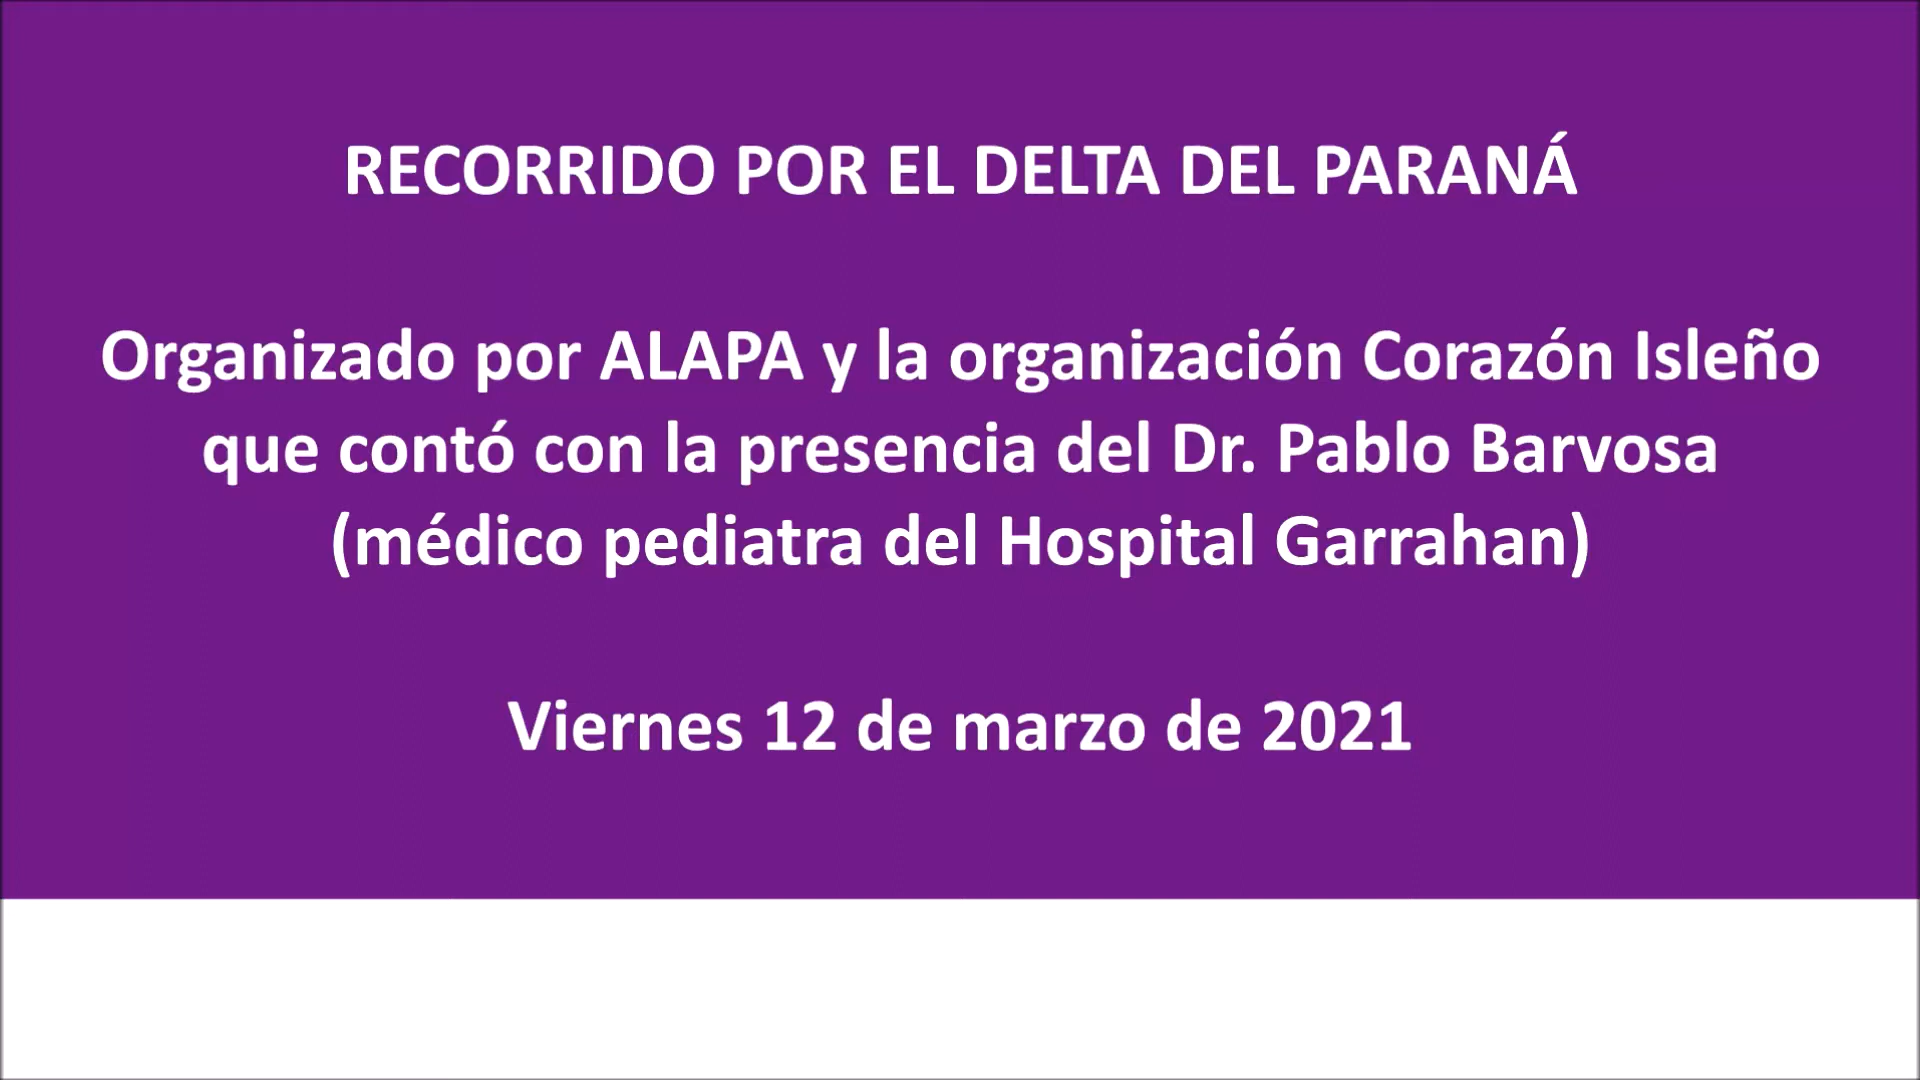 RECORRIDO POR EL DELTA DEL PARANÁ
Organizado por ALAPA y la organización Corazón Isleño
que contó con la presencia del Dr. Pablo Barvosa
(médico pediatra del Hospital Garrahan)
Viernes 12 de marzo de 2021